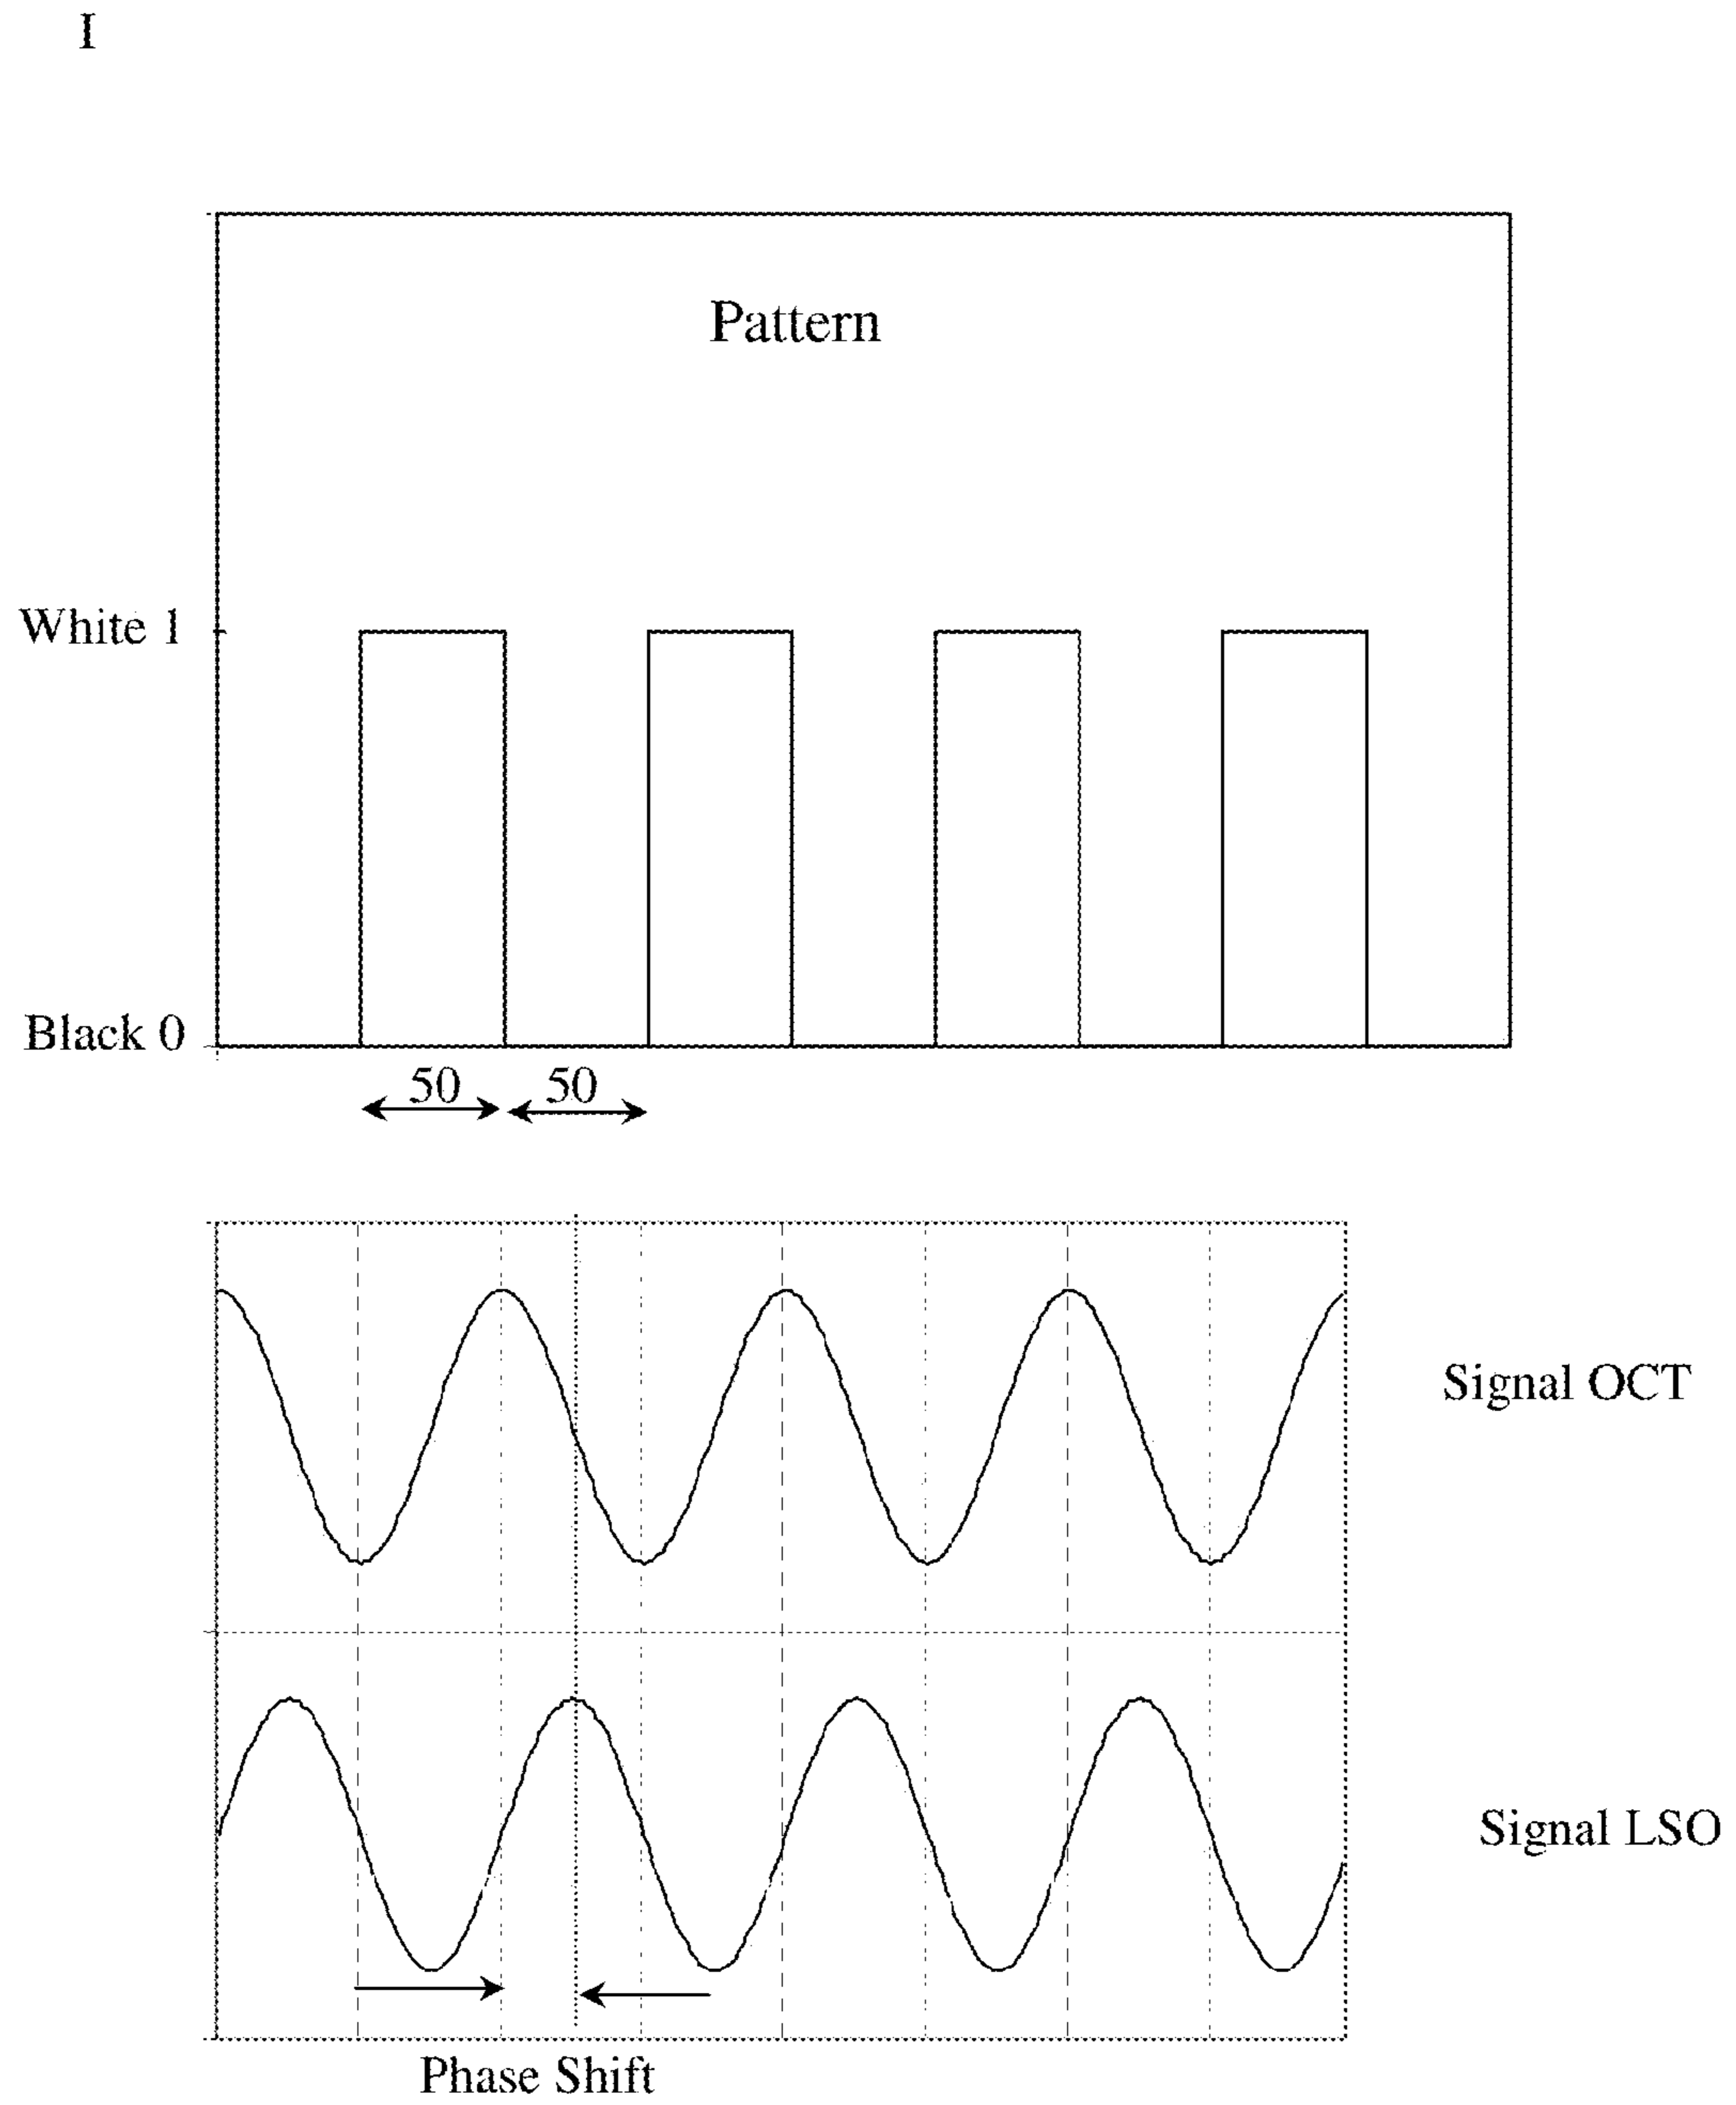 I
Pattern
White 1
Black 0
50 50
Signal OCT
Signal LSO
Phase Shift